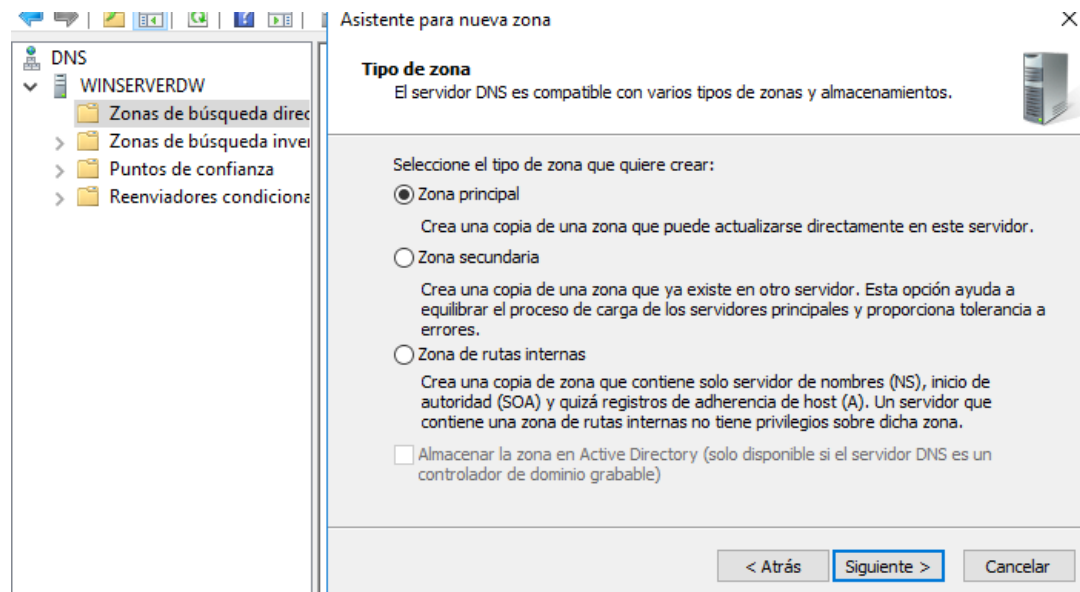 Asistente para nueva zona
DNS
WINSERVERDW
Zonas de búsqueda direc
Zonas de búsqueda inver
Puntos de confianza
Reenviadores condiciona
Tipo de zona
El servidor DNS es compatible con varios tipos de zonas y almacenamientos.
Seleccione el tipo de zona que quiere crear:
Zona principal
Crea una copia de una zona que puede actualizarse directamente en este servidor.
Zona secundaria
Crea una copia de una zona que ya existe en otro servidor. Esta opción ayuda a
equilibrar el proceso de carga de los servidores principales y proporciona tolerancia a
errores.
Zona de rutas internas
Crea una copia de zona que contiene solo servidor de nombres (NS), inicio de
autoridad (SOA) y quizá registros de adherencia de host (A). Un servidor que
contiene una zona de rutas internas no tiene privilegios sobre dicha zona.
Almacenar la zona en Active Directory (solo disponible si el servidor DNS es un
controlador de dominio grabable)
< Atrás
Siguiente >
Cancelar